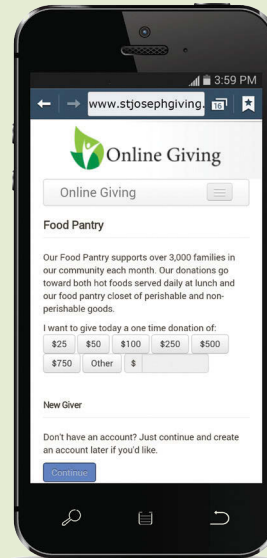 3:59 PM
www.stjosephgiving.
16
Online Giving
Online Giving
Food Pantry
Our Food Pantry supports over 3,000 families in
our community each month. Our donations go
toward both hot foods served daily at lunch and
our food pantry closet of perishable and non-
perishable goods.
I want to give today a one time donation of:
$25 $50 $100 $250 $500
$750 Other $
New Giver
Don't have an account? Just continue and create
an account later if you'd like.
Continue